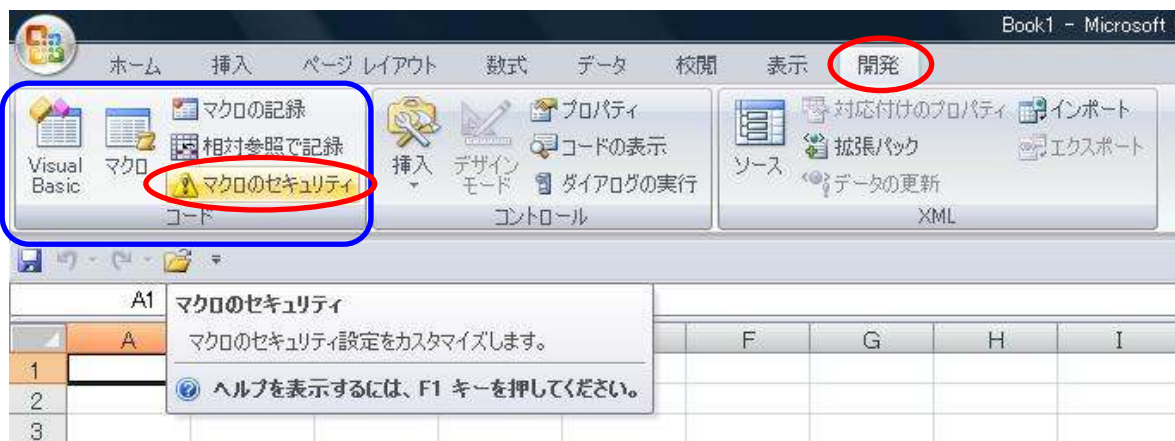 Book1 - Microsoft
ホーム 挿入 ページ レイアウト 数式 データ 校閲 表示 開発
Visual Basic
マクロ
マクロの記録
相対参照で記録
マクロのセキュリティ
コード
挿入
デザイン モード
プロパティ
コードの表示
ダイアログの実行
コントロール
ソース
対応付けのプロパティ
拡張パック
データの更新
インポート
エクスポート
XML
A1
マクロのセキュリティ
マクロのセキュリティ設定をカスタマイズします。
ヘルプを表示するには、F1 キーを押してください。
A F G H I
1
2
3